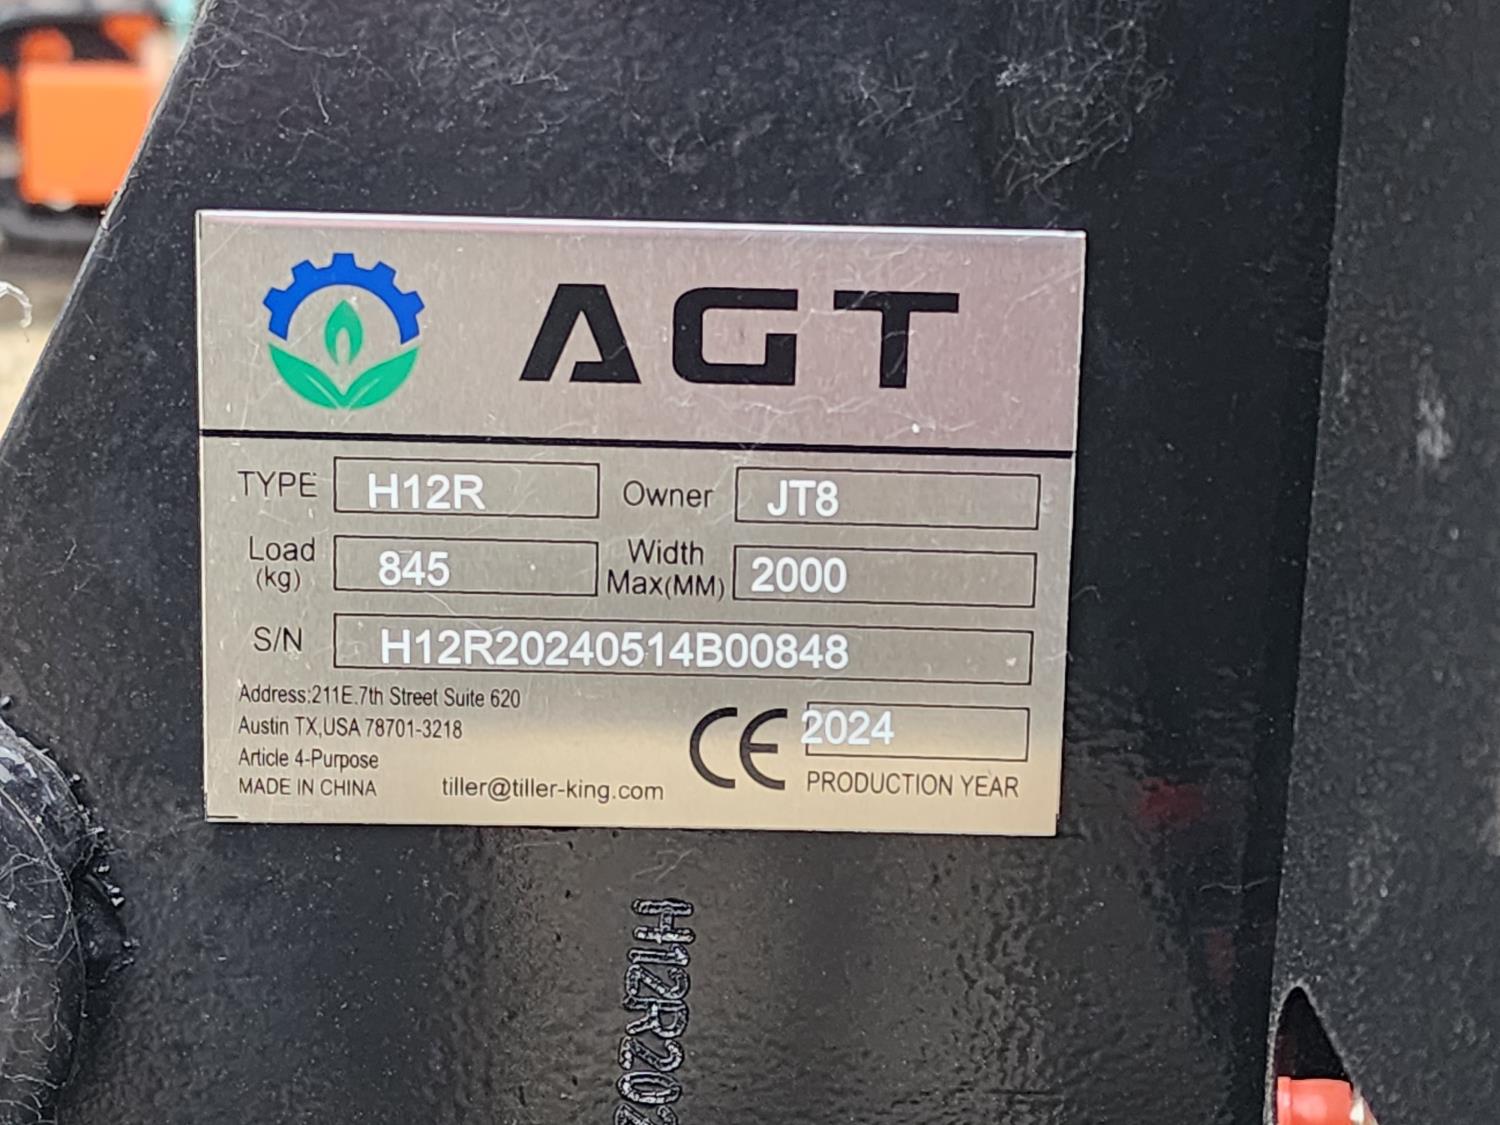 AGT
TYPE H12R Owner JT8
Load (kg) 845 Width Max(MM) 2000
S/N H12R20240514B00848
Address:211E.7th Street Suite 620
Austin TX,USA 78701-3218
Article 4-Purpose
MADE IN CHINA
tiller@tiller-king.com
CE 2024
PRODUCTION YEAR
H12R202